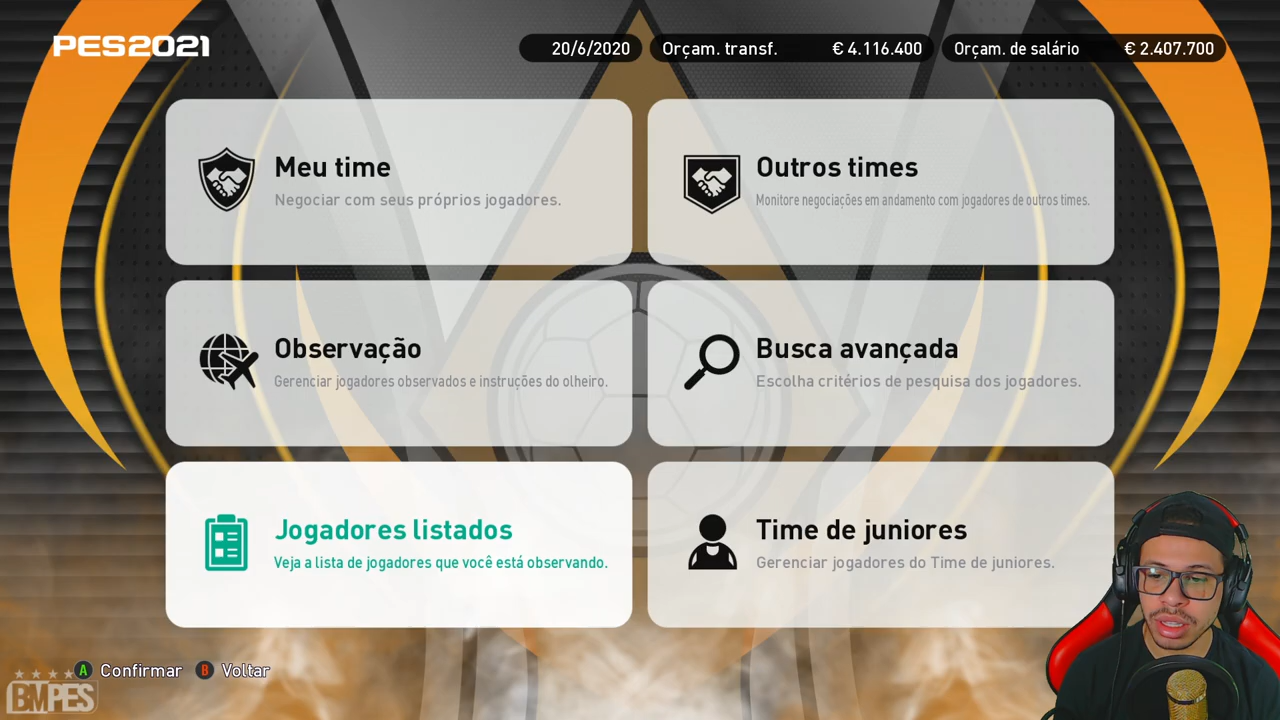 PES2021
20/6/2020
Orçam. transf. € 4.116.400
Orçam. de salário € 2.407.700
Meu time
Negociar com seus próprios jogadores.
Outros times
Monitore negociações em andamento com jogadores de outros times.
Observação
Gerenciar jogadores observados e instruções do olheiro.
Busca avançada
Escolha critérios de pesquisa dos jogadores.
Jogadores listados
Veja a lista de jogadores que você está observando.
Time de juniores
Gerenciar jogadores do Time de juniores.
A Confirmar B Voltar
BMPES